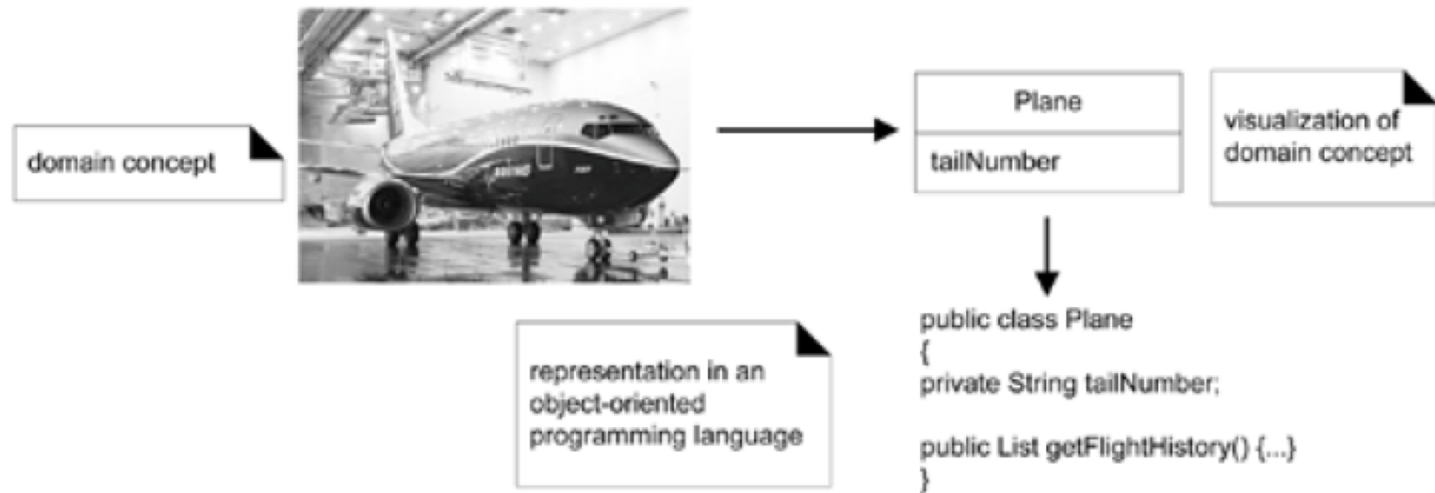 domain concept
Plane
tailNumber
visualization of
domain concept
representation in an
object-oriented
programming language
public class Plane
{
private String tailNumber;
public List getFlightHistory() {...}
}